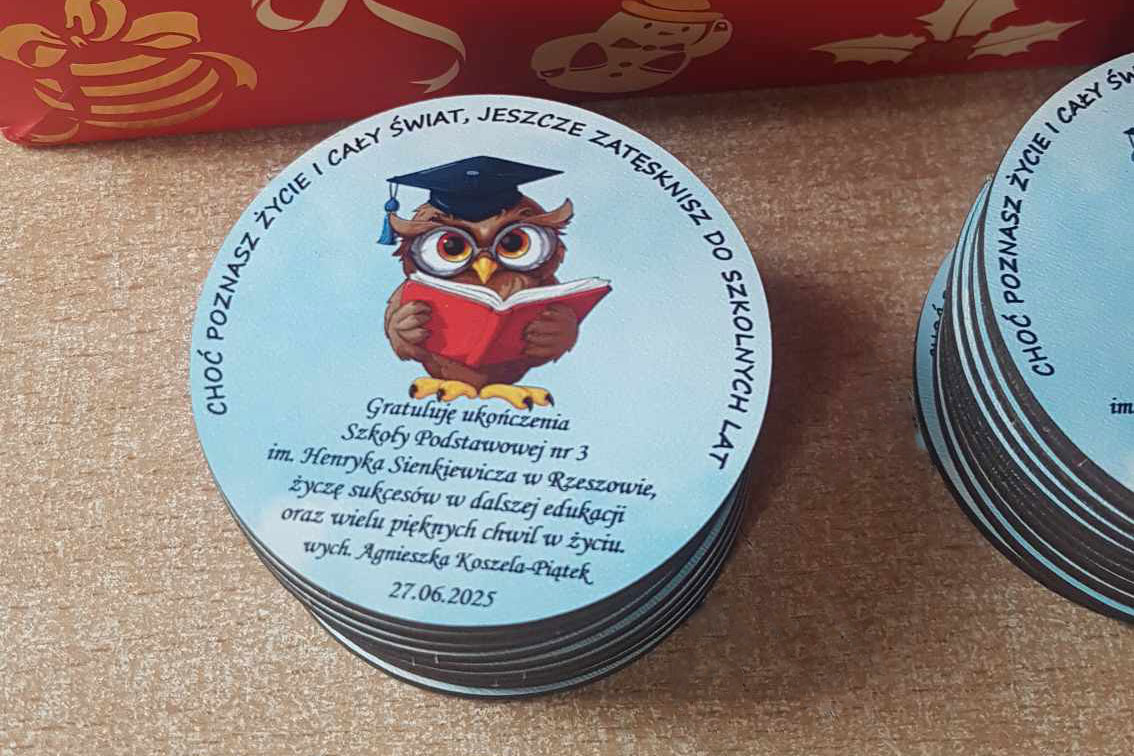 CHOĆ POZNASZ ŻYCIE I CAŁY ŚWIAT, JESZCZE ZATĘSKNISZ DO SZKOLNYCH LAT
Gratuluję ukończenia
Szkoły Podstawowej nr 3
im. Henryka Sienkiewicza w Rzeszowie,
życzę sukcesów w dalszej edukacji
oraz wielu pięknych chwil w życiu.
wych. Agnieszka Koszela-Piątek
27.06.2025
CHOĆ POZNASZ ŻYCIE I CAŁY
im.